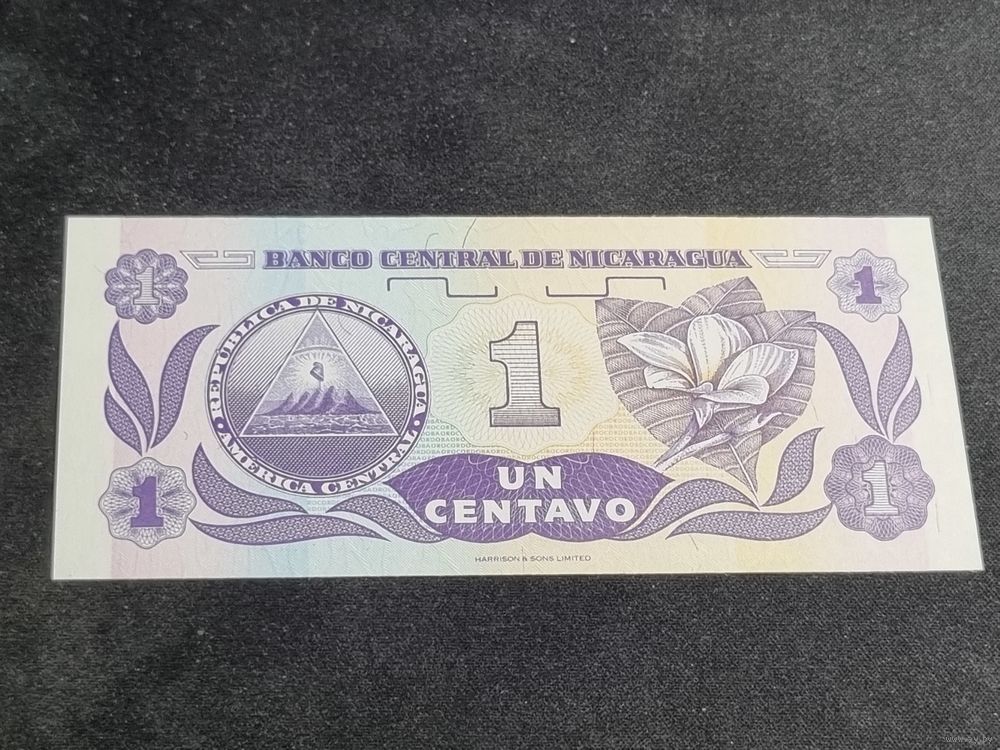 BANCO CENTRAL DE NICARAGUA
1
1
REPUBLICA DE NICARAGUA
AMERICA CENTRAL
1
UN
CENTAVO
1
1
HARRISON & SONS LIMITED